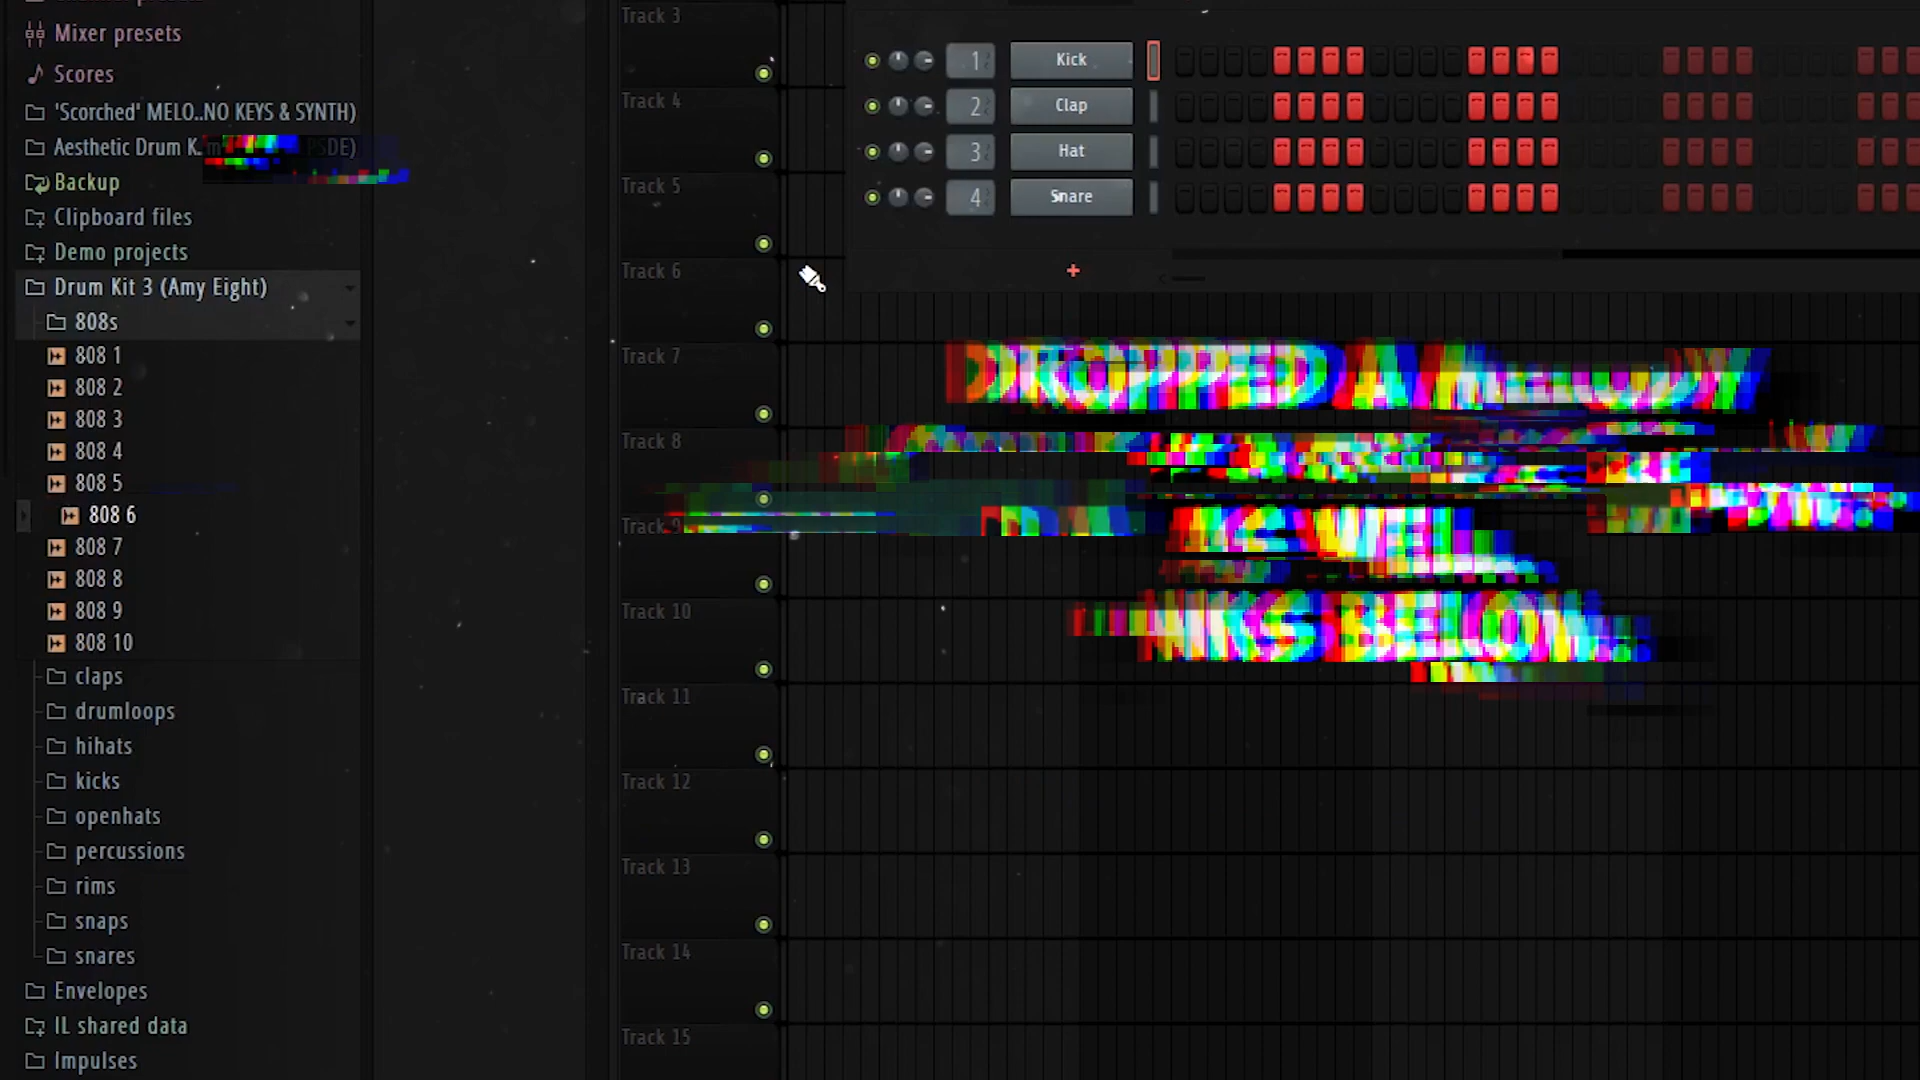 Mixer presets
Scores
'Scorched' MELO..NO KEYS & SYNTH)
Aesthetic Drum K
Backup
Clipboard files
Demo projects
Drum Kit 3 (Amy Eight)
808s
808 1
808 2
808 3
808 4
808 5
808 6
808 7
808 8
808 9
808 10
claps
drumloops
hihats
kicks
openhats
percussions
rims
snaps
snares
Envelopes
IL shared data
Impulses
Track 3
Track 4
Track 5
Track 6
Track 7
Track 8
Track 9
Track 10
Track 11
Track 12
Track 13
Track 14
Track 15
1 Kick
2 Clap
3 Hat
4 Snare
DROPPED A MELODY
AS WELL
BELOW.